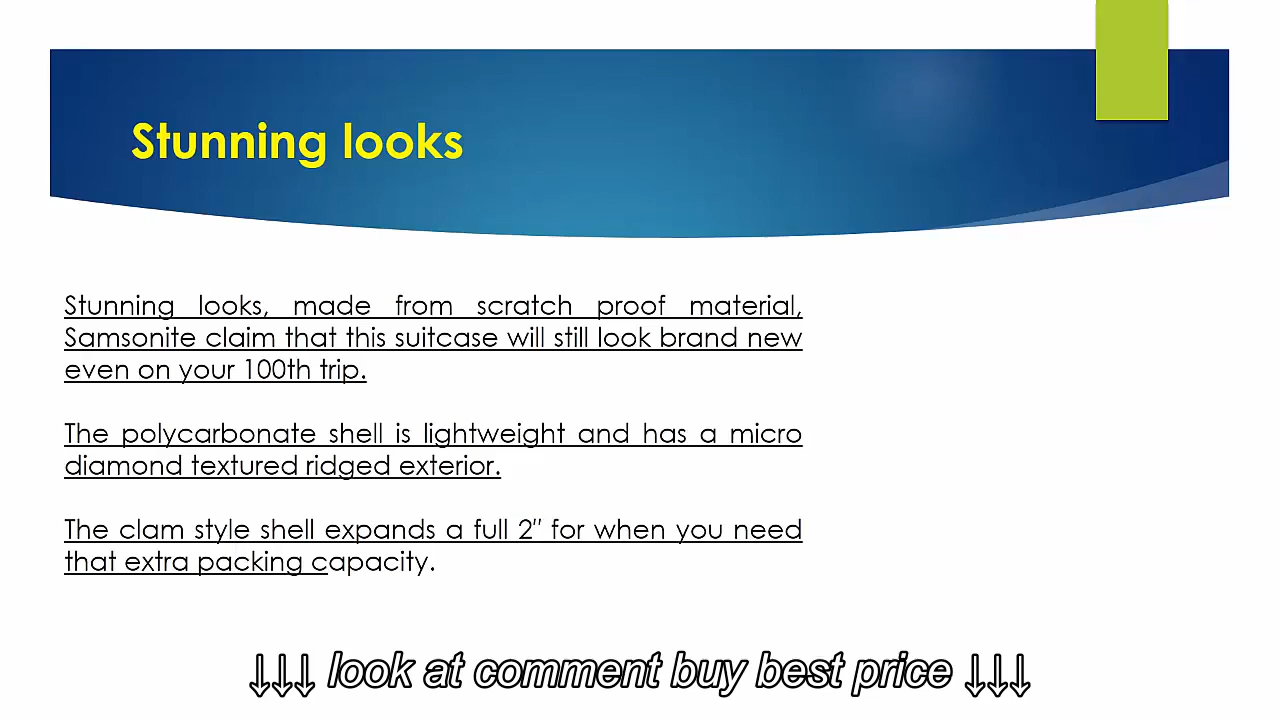 Stunning looks
Stunning looks, made from scratch proof material,
Samsonite claim that this suitcase will still look brand new
even on your 100th trip.
The polycarbonate shell is lightweight and has a micro
diamond textured ridged exterior.
The clam style shell expands a full 2″ for when you need
that extra packing capacity.
↓↓↓ look at comment buy best price ↓↓↓